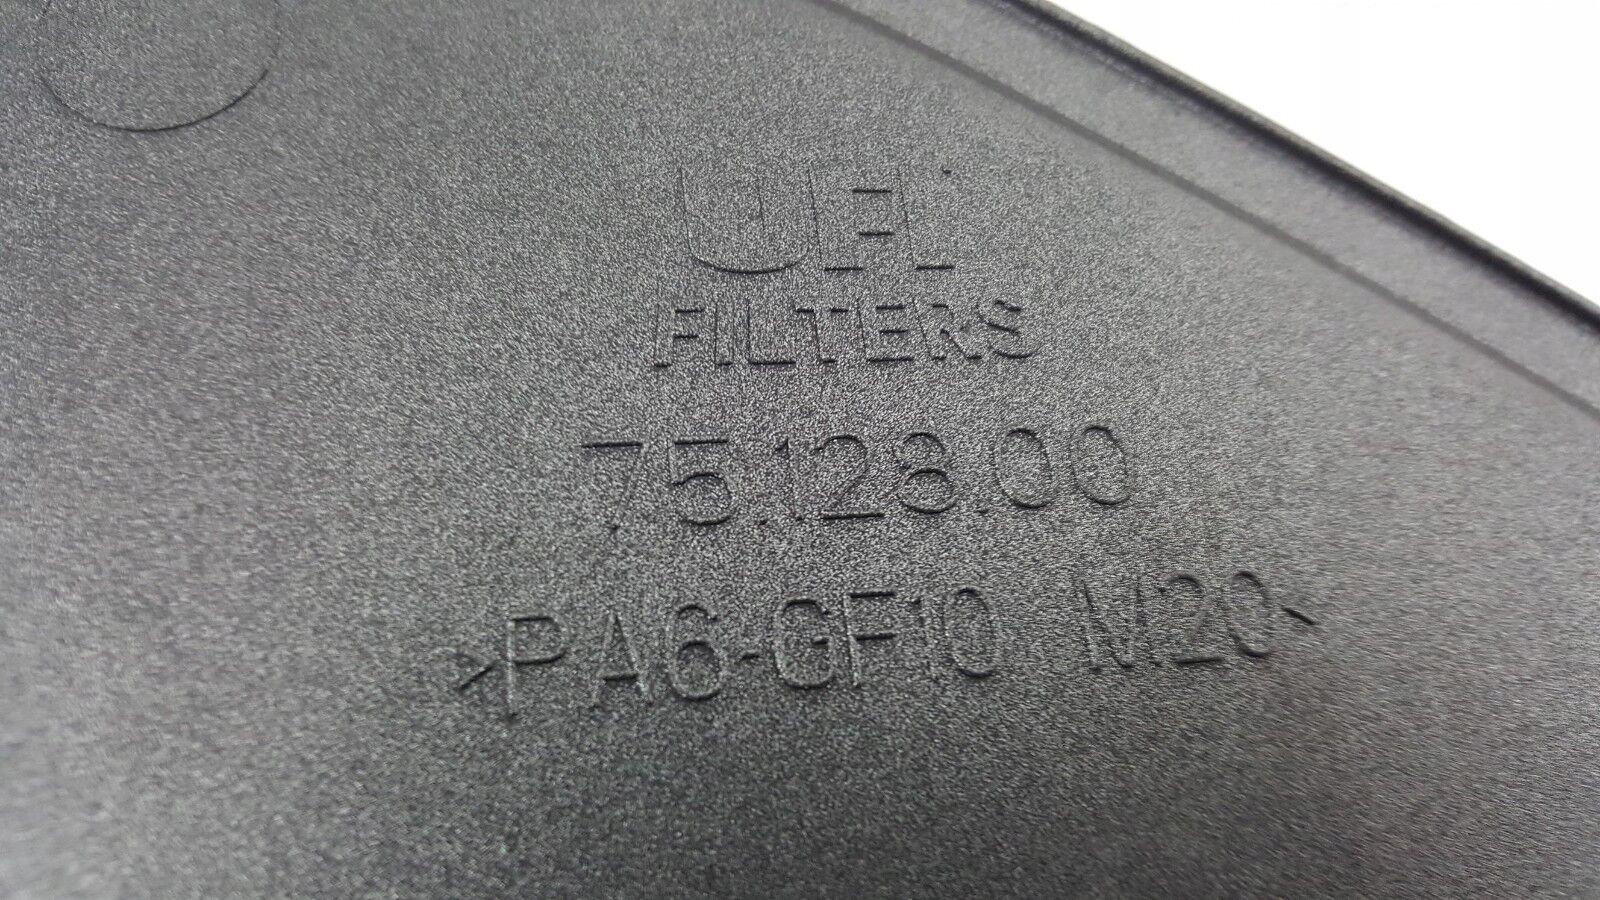 UFI
FILTERS
75.128.00
>PA6-GF10 M20<